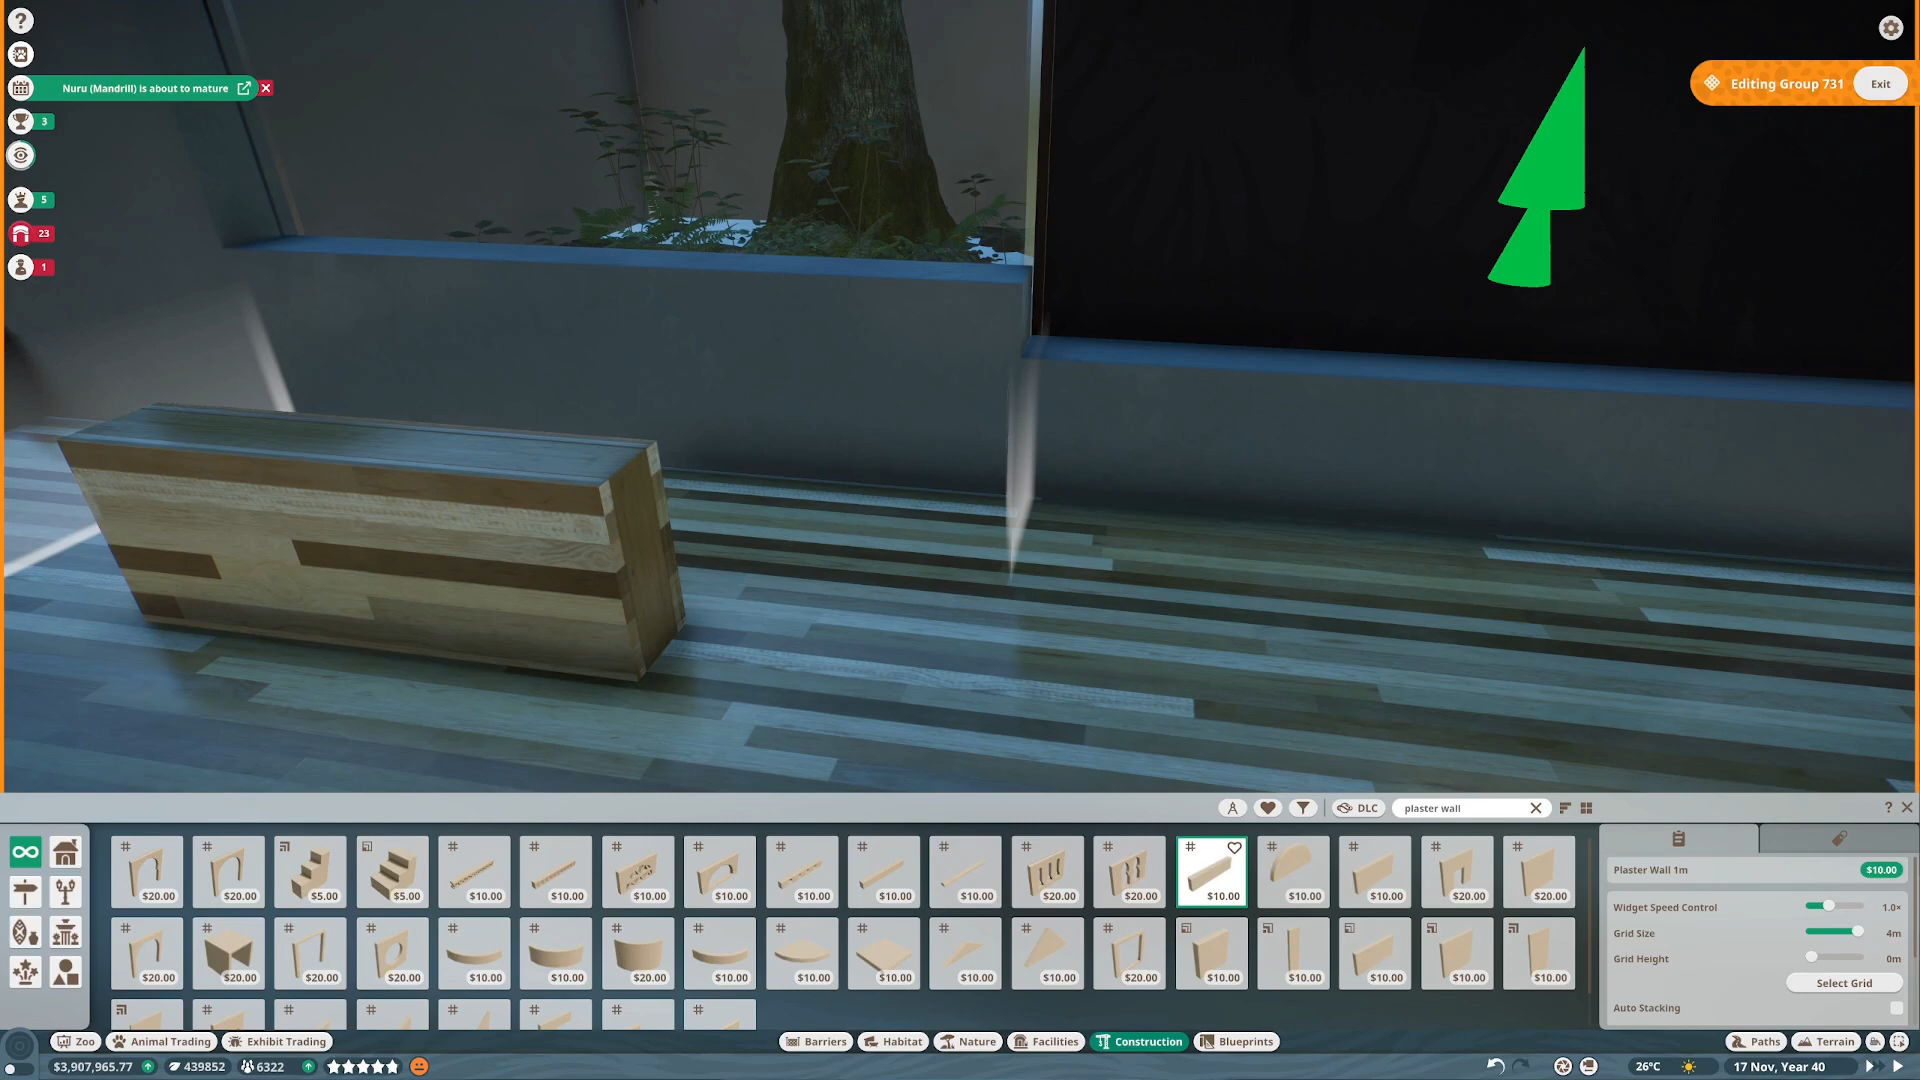 ?
Nuru (Mandrill) is about to mature
3
5
23
1
Editing Group 731
Exit
DLC
plaster wall
?
$20.00
$20.00
$5.00
$5.00
$10.00
$10.00
$10.00
$10.00
$10.00
$10.00
$10.00
$20.00
$20.00
$10.00
$10.00
$10.00
$20.00
$20.00
$20.00
$20.00
$20.00
$20.00
$10.00
$10.00
$20.00
$10.00
$10.00
$10.00
$10.00
$10.00
$20.00
$10.00
$10.00
$10.00
$10.00
$10.00
Plaster Wall 1m
$10.00
Widget Speed Control
1.0×
Grid Size
4m
Grid Height
0m
Select Grid
Auto Stacking
Zoo
Animal Trading
Exhibit Trading
Barriers
Habitat
Nature
Facilities
Construction
Blueprints
Paths
Terrain
$3,907,965.77
439852
6322
26°C
17 Nov, Year 40